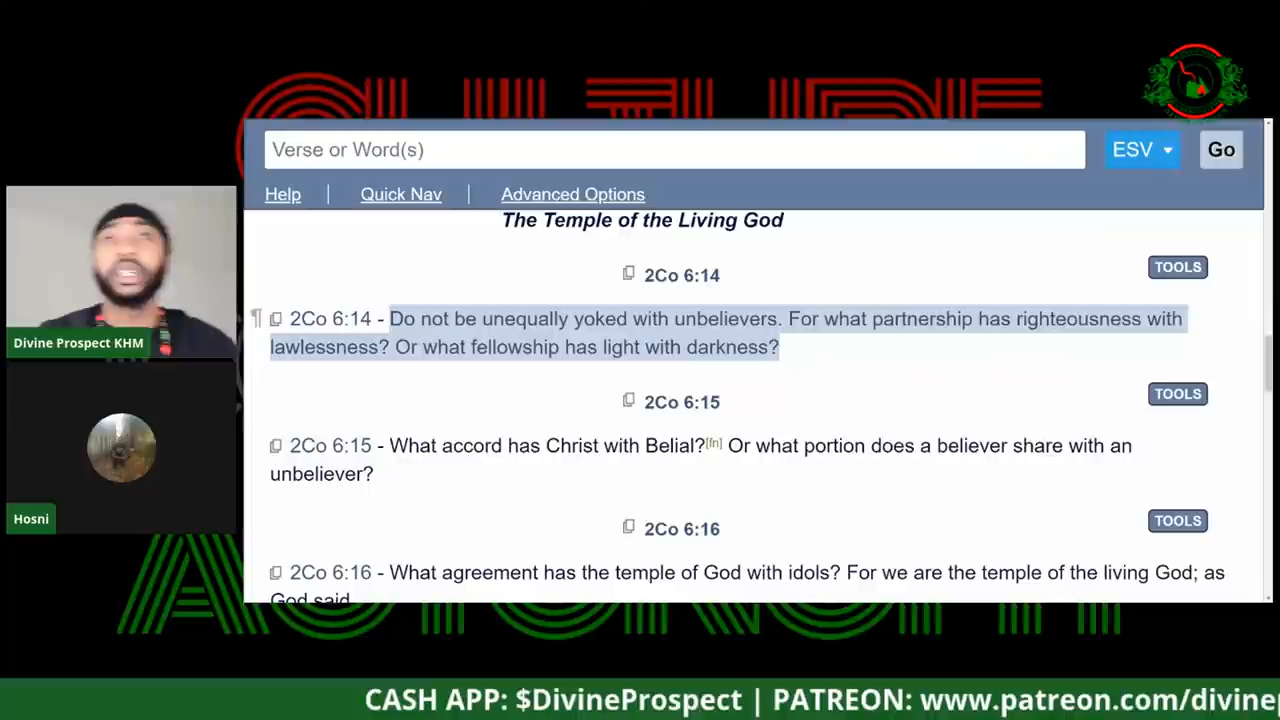 Verse or Word(s)
ESV
Go
Help
Quick Nav
Advanced Options
The Temple of the Living God
2Co 6:14
TOOLS
¶ 2Co 6:14 - Do not be unequally yoked with unbelievers. For what partnership has righteousness with
lawlessness? Or what fellowship has light with darkness?
2Co 6:15
TOOLS
2Co 6:15 - What accord has Christ with Belial?[fn] Or what portion does a believer share with an
unbeliever?
2Co 6:16
TOOLS
2Co 6:16 - What agreement has the temple of God with idols? For we are the temple of the living God; as
God said
Divine Prospect KHM
Hosni
CASH APP: $DivineProspect | PATREON: www.patreon.com/divine